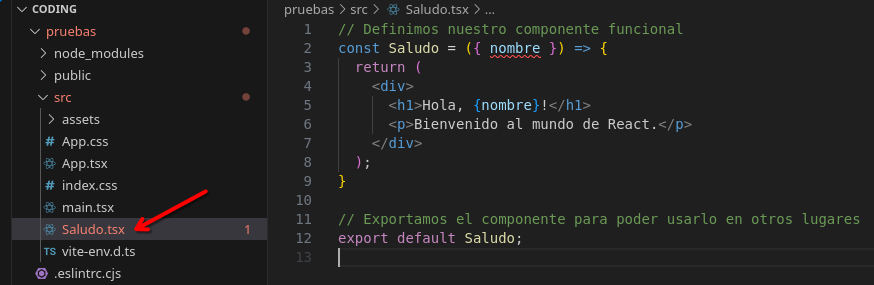 CODING
pruebas
node_modules
public
src
assets
# App.css
App.tsx
# index.css
main.tsx
Saludo.tsx 1
TS vite-env.d.ts
.eslintrc.cjs
pruebas > src > Saludo.tsx > ...
1 // Definimos nuestro componente funcional
2 const Saludo = ({ nombre }) => {
3 return (
4 <div>
5 <h1>Hola, {nombre}!</h1>
6 <p>Bienvenido al mundo de React.</p>
7 </div>
8 );
9 }
10
11 // Exportamos el componente para poder usarlo en otros lugares
12 export default Saludo;
13